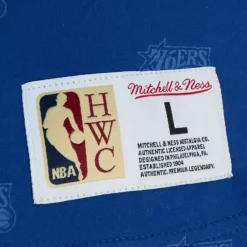 76ERS
Mitchell & Ness
H
W
C
NBA
L
MITCHELL & NESS NOSTALGIA CO.
AUTHENTIC LICENSED APPAREL
DESIGNED IN PHILADELPHIA, PA.
ESTABLISHED 1904
AUTHENTIC. PREMIUM. LEGENDARY.